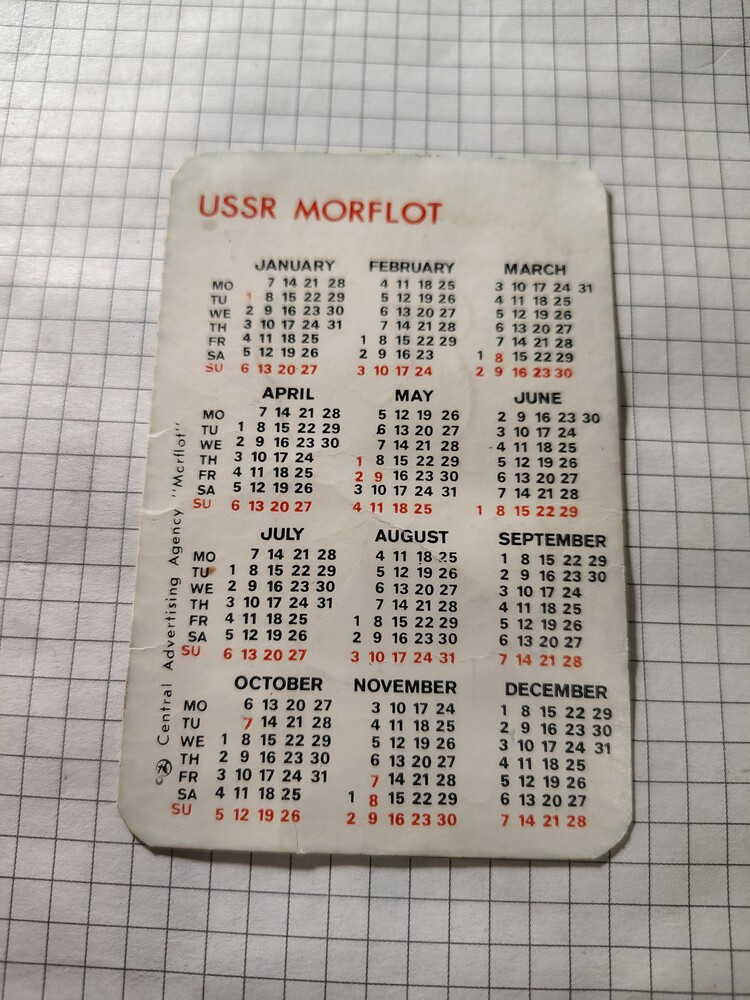 USSR MORFLOT
JANUARY FEBRUARY MARCH
MO 7 14 21 28 4 11 18 25 3 10 17 24 31
TU 1 8 15 22 29 5 12 19 26 4 11 18 25
WE 2 9 16 23 30 6 13 20 27 5 12 19 26
TH 3 10 17 24 31 7 14 21 28 6 13 20 27
FR 4 11 18 25 1 8 15 22 29 7 14 21 28
SA 5 12 19 26 2 9 16 23 1 8 15 22 29
SU 6 13 20 27 3 10 17 24 2 9 16 23 30
APRIL MAY JUNE
MO 7 14 21 28 5 12 19 26 2 9 16 23 30
TU 1 8 15 22 29 6 13 20 27 3 10 17 24
WE 2 9 16 23 30 7 14 21 28 4 11 18 25
TH 3 10 17 24 1 8 15 22 29 5 12 19 26
FR 4 11 18 25 2 9 16 23 30 6 13 20 27
SA 5 12 19 26 3 10 17 24 31 7 14 21 28
SU 6 13 20 27 4 11 18 25 1 8 15 22 29
JULY AUGUST SEPTEMBER
MO 7 14 21 28 4 11 18 25 1 8 15 22 29
TU 1 8 15 22 29 5 12 19 26 2 9 16 23 30
WE 2 9 16 23 30 6 13 20 27 3 10 17 24
TH 3 10 17 24 31 7 14 21 28 4 11 18 25
FR 4 11 18 25 1 8 15 22 29 5 12 19 26
SA 5 12 19 26 2 9 16 23 30 6 13 20 27
SU 6 13 20 27 3 10 17 24 31 7 14 21 28
OCTOBER NOVEMBER DECEMBER
MO 6 13 20 27 3 10 17 24 1 8 15 22 29
TU 7 14 21 28 4 11 18 25 2 9 16 23 30
WE 1 8 15 22 29 5 12 19 26 3 10 17 24 31
TH 2 9 16 23 30 6 13 20 27 4 11 18 25
FR 3 10 17 24 31 7 14 21 28 5 12 19 26
SA 4 11 18 25 1 8 15 22 29 6 13 20 27
SU 5 12 19 26 2 9 16 23 30 7 14 21 28
© Central Advertising Agency "Morflot"